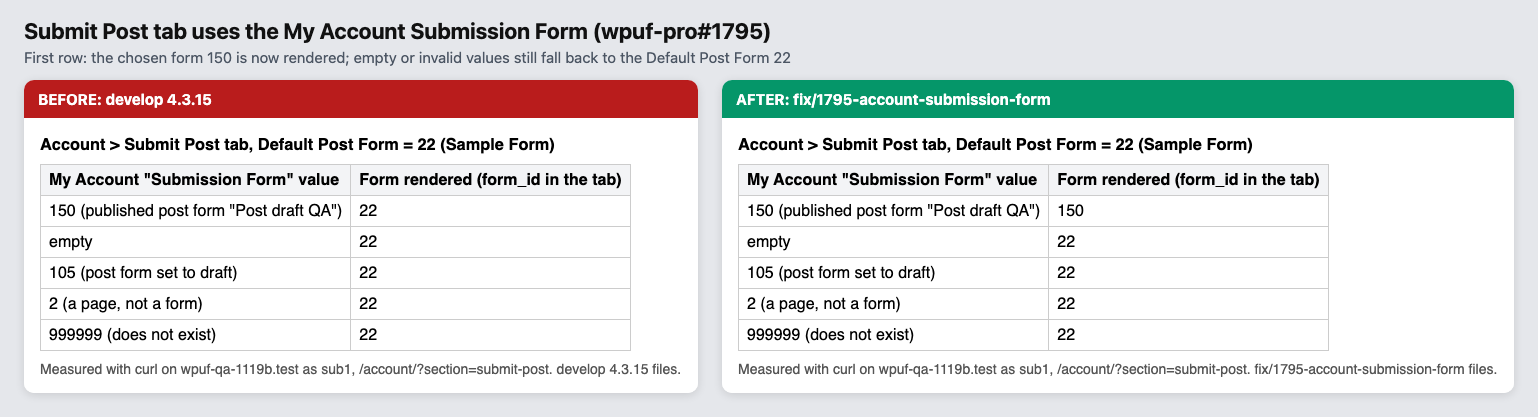 Submit Post tab uses the My Account Submission Form (wpuf-pro#1795)
First row: the chosen form 150 is now rendered; empty or invalid values still fall back to the Default Post Form 22
BEFORE: develop 4.3.15
Account > Submit Post tab, Default Post Form = 22 (Sample Form)
My Account "Submission Form" value Form rendered (form_id in the tab)
150 (published post form "Post draft QA") 22
empty 22
105 (post form set to draft) 22
2 (a page, not a form) 22
999999 (does not exist) 22
Measured with curl on wpuf-qa-1119b.test as sub1, /account/?section=submit-post. develop 4.3.15 files.
AFTER: fix/1795-account-submission-form
Account > Submit Post tab, Default Post Form = 22 (Sample Form)
My Account "Submission Form" value Form rendered (form_id in the tab)
150 (published post form "Post draft QA") 150
empty 22
105 (post form set to draft) 22
2 (a page, not a form) 22
999999 (does not exist) 22
Measured with curl on wpuf-qa-1119b.test as sub1, /account/?section=submit-post. fix/1795-account-submission-form files.